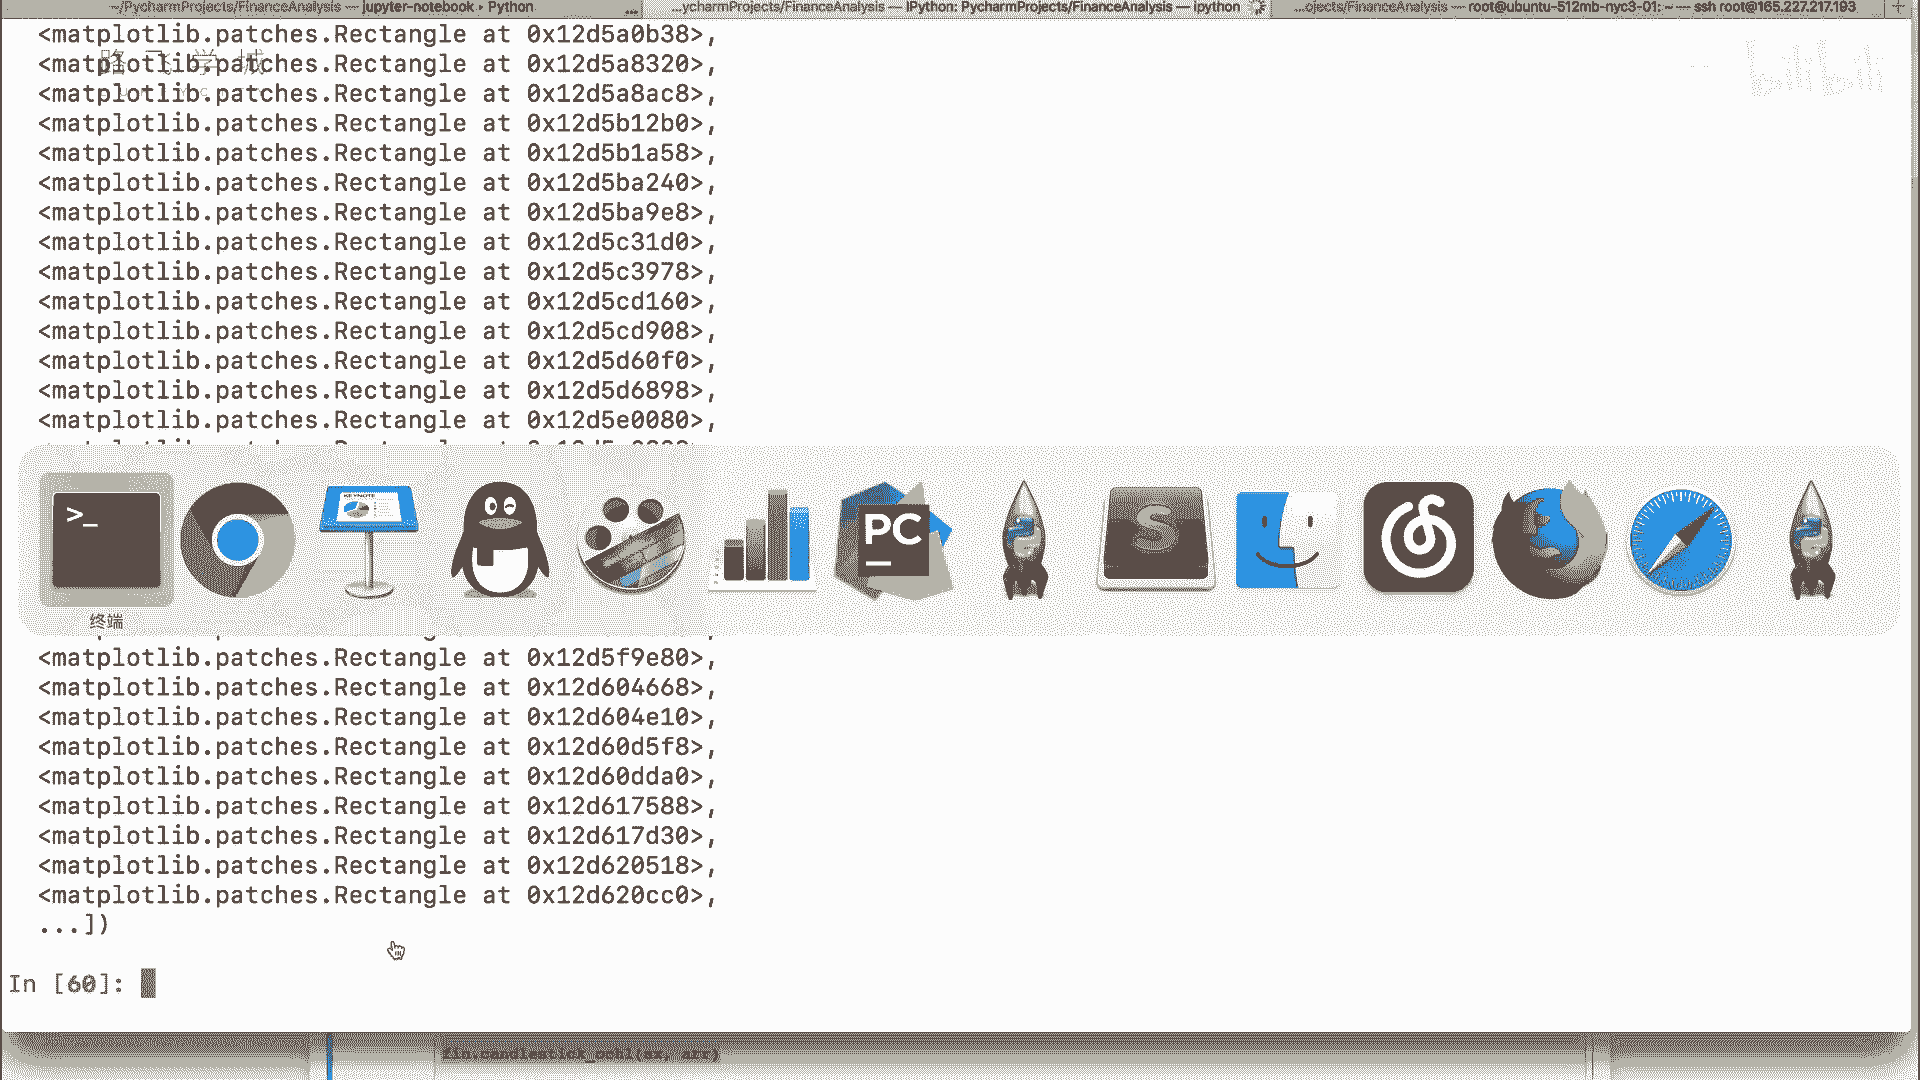 ~/PycharmProjects/FinanceAnalysis — jupyter-notebook • Python
...ycharmProjects/FinanceAnalysis — IPython: PycharmProjects/FinanceAnalysis — ipython
...ojects/FinanceAnalysis — root@ubuntu-512mb-nyc3-01: ~ — ssh root@165.227.217.193
<matplotlib.patches.Rectangle at 0x12d5a0b38>,
路飞学城
bilibili
<matplotlib.patches.Rectangle at 0x12d5a8320>,
<matplotlib.patches.Rectangle at 0x12d5a8ac8>,
<matplotlib.patches.Rectangle at 0x12d5b12b0>,
<matplotlib.patches.Rectangle at 0x12d5b1a58>,
<matplotlib.patches.Rectangle at 0x12d5ba240>,
<matplotlib.patches.Rectangle at 0x12d5ba9e8>,
<matplotlib.patches.Rectangle at 0x12d5c31d0>,
<matplotlib.patches.Rectangle at 0x12d5c3978>,
<matplotlib.patches.Rectangle at 0x12d5cd160>,
<matplotlib.patches.Rectangle at 0x12d5cd908>,
<matplotlib.patches.Rectangle at 0x12d5d60f0>,
<matplotlib.patches.Rectangle at 0x12d5d6898>,
<matplotlib.patches.Rectangle at 0x12d5e0080>,
>_
KEYNOTE
PC
S
终端
<matplotlib.patches.Rectangle at 0x12d5f9e80>,
<matplotlib.patches.Rectangle at 0x12d604668>,
<matplotlib.patches.Rectangle at 0x12d604e10>,
<matplotlib.patches.Rectangle at 0x12d60d5f8>,
<matplotlib.patches.Rectangle at 0x12d60dda0>,
<matplotlib.patches.Rectangle at 0x12d617588>,
<matplotlib.patches.Rectangle at 0x12d617d30>,
<matplotlib.patches.Rectangle at 0x12d620518>,
<matplotlib.patches.Rectangle at 0x12d620cc0>,
...])
In [60]:
fin.candlestick_ochl(ax, arr)